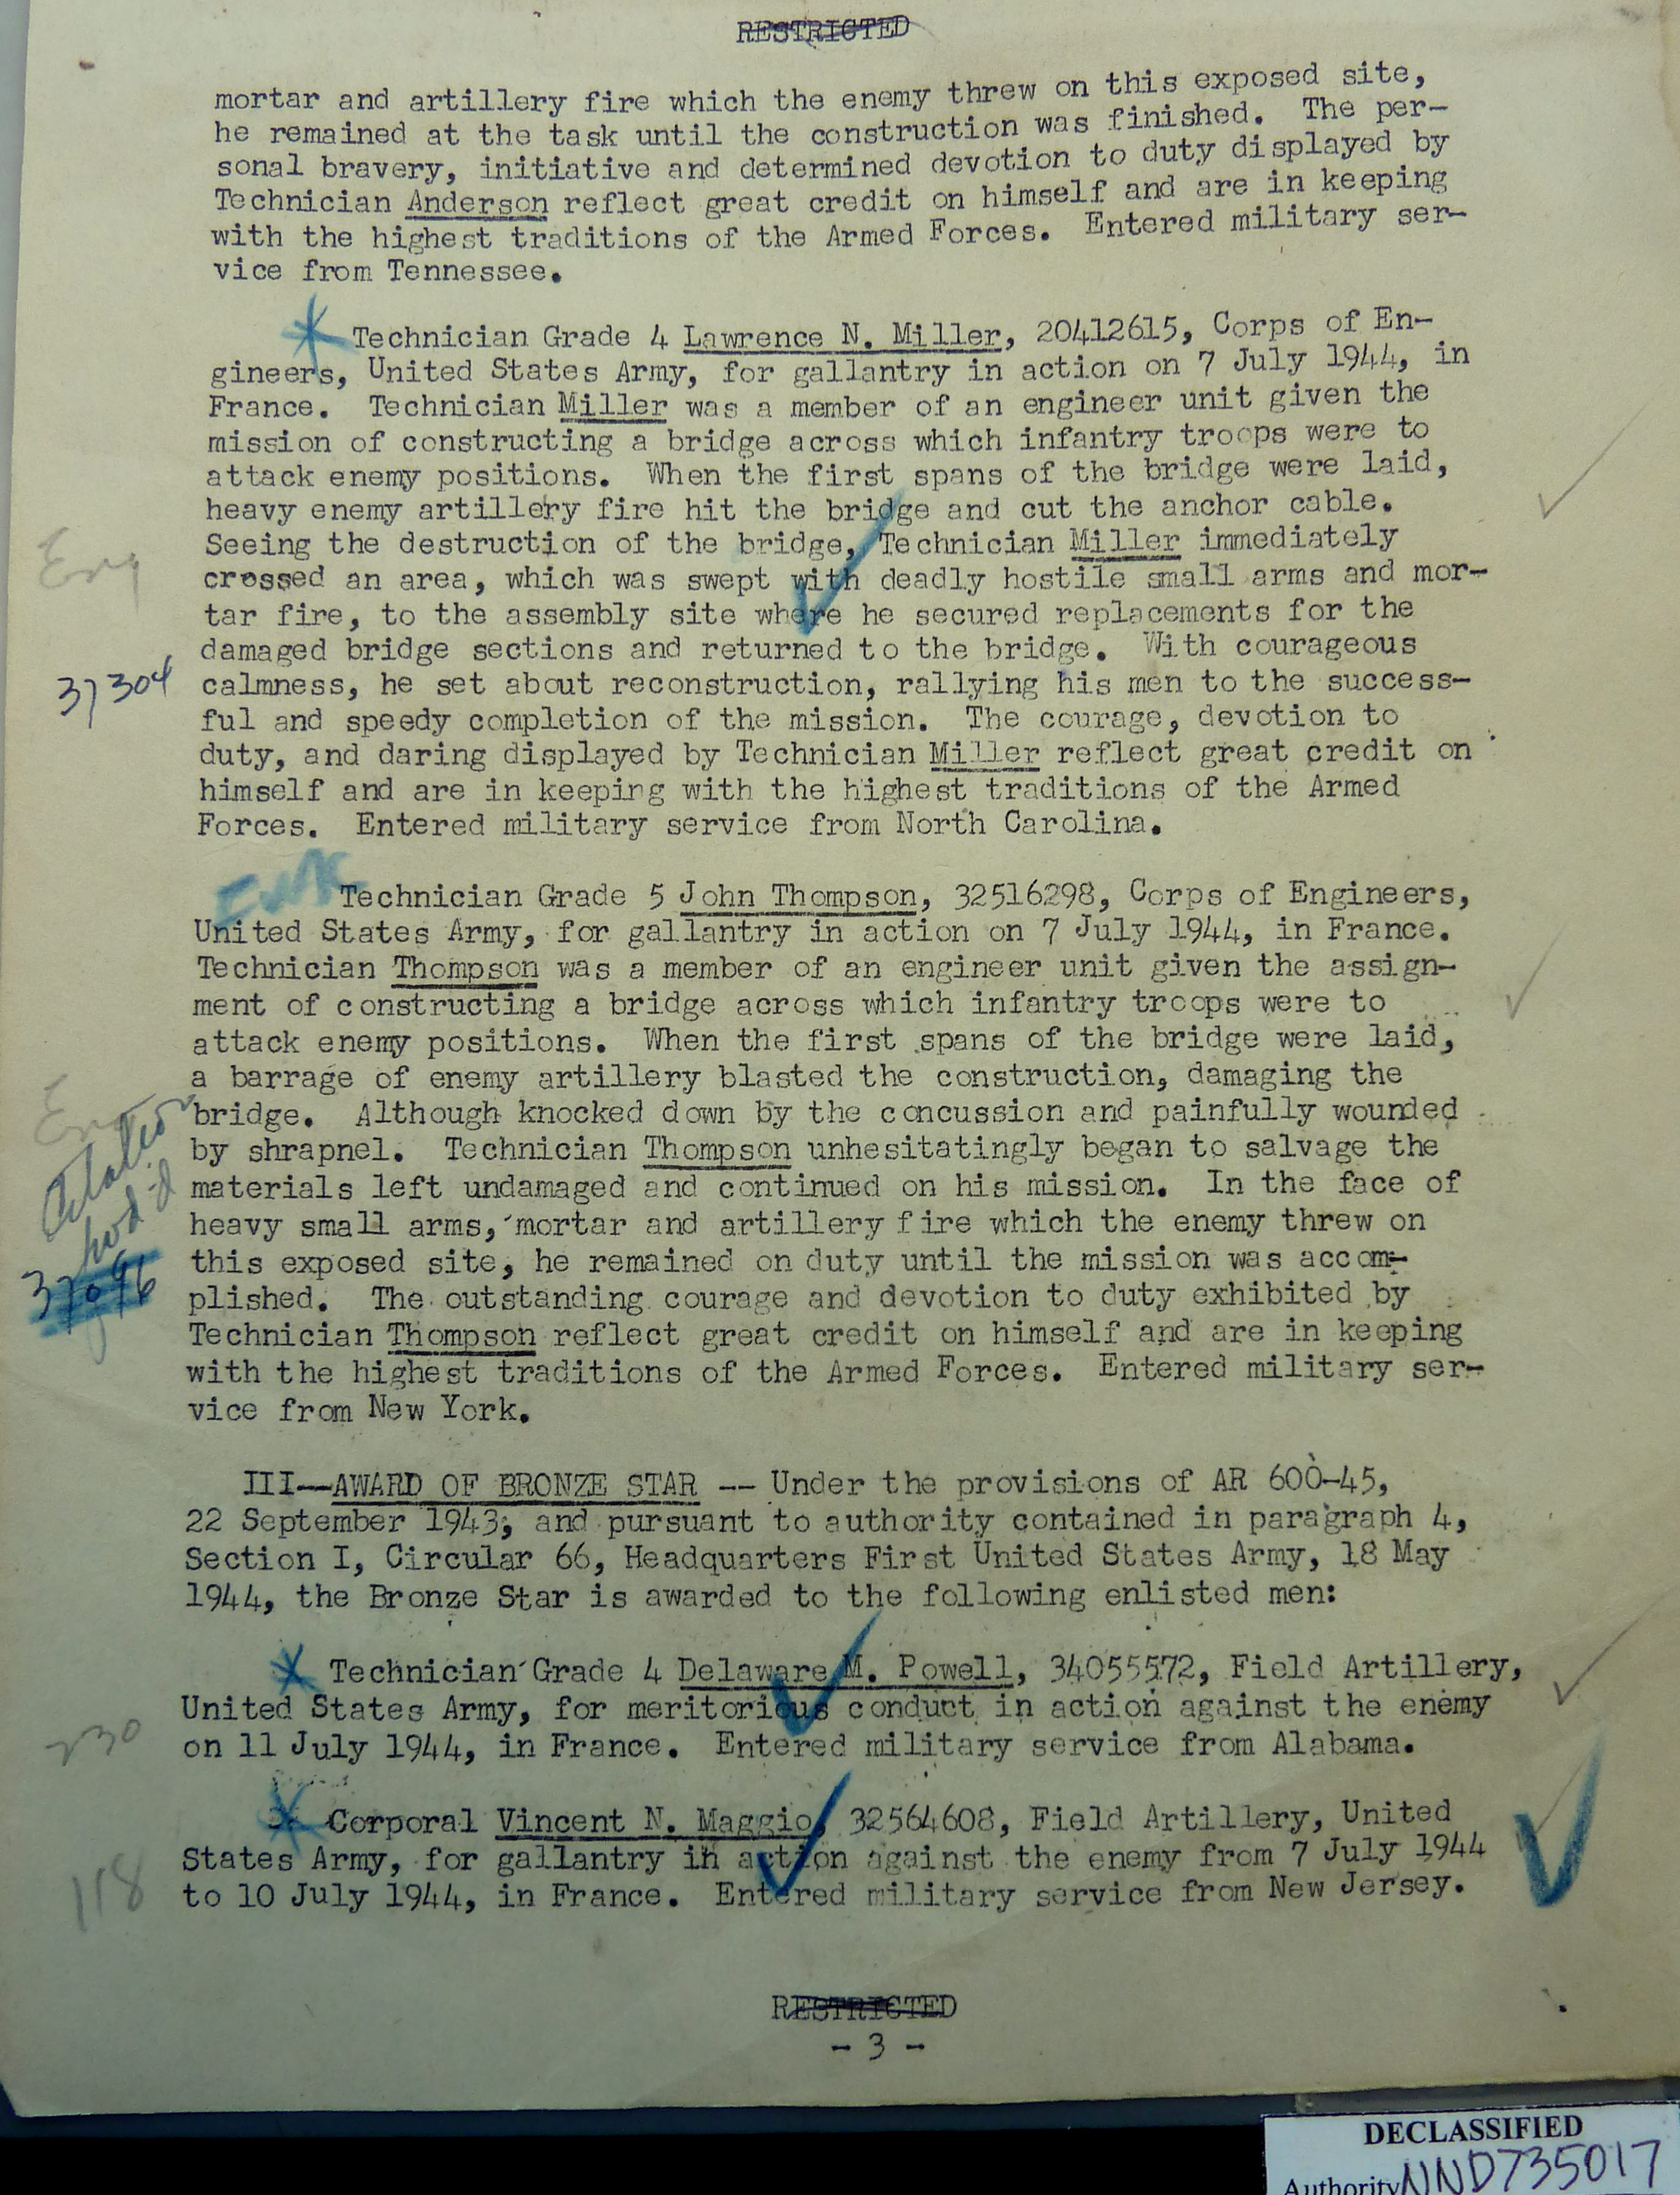 RESTRICTED
mortar and artillery fire which the enemy threw on this exposed site,
he remained at the task until the construction was finished. The per-
sonal bravery, initiative and determined devotion to duty displayed by
Technician Anderson reflect great credit on himself and are in keeping
with the highest traditions of the Armed Forces. Entered military ser-
vice from Tennessee.
Technician Grade 4 Lawrence N. Miller, 20412615, Corps of En-
gineers, United States Army, for gallantry in action on 7 July 1944, in
France. Technician Miller was a member of an engineer unit given the
mission of constructing a bridge across which infantry troops were to
attack enemy positions. When the first spans of the bridge were laid,
heavy enemy artillery fire hit the bridge and cut the anchor cable.
Seeing the destruction of the bridge, Technician Miller immediately
Eng
crossed an area, which was swept with deadly hostile small arms and mor-
tar fire, to the assembly site where he secured replacements for the
damaged bridge sections and returned to the bridge. With courageous
37304
calmness, he set about reconstruction, rallying his men to the success-
ful and speedy completion of the mission. The courage, devotion to
duty, and daring displayed by Technician Miller reflect great credit on
himself and are in keeping with the highest traditions of the Armed
Forces. Entered military service from North Carolina.
Technician Grade 5 John Thompson, 32516298, Corps of Engineers,
United States Army, for gallantry in action on 7 July 1944, in France.
Technician Thompson was a member of an engineer unit given the assign-
ment of constructing a bridge across which infantry troops were to
attack enemy positions. When the first spans of the bridge were laid,
a barrage of enemy artillery blasted the construction, damaging the
bridge. Although knocked down by the concussion and painfully wounded
by shrapnel. Technician Thompson unhesitatingly began to salvage the
materials left undamaged and continued on his mission. In the face of
heavy small arms, mortar and artillery fire which the enemy threw on
this exposed site, he remained on duty until the mission was accom-
plished. The outstanding courage and devotion to duty exhibited by
Technician Thompson reflect great credit on himself and are in keeping
with the highest traditions of the Armed Forces. Entered military ser-
vice from New York.
III--AWARD OF BRONZE STAR -- Under the provisions of AR 600-45,
22 September 1943, and pursuant to authority contained in paragraph 4,
Section I, Circular 66, Headquarters First United States Army, 18 May
1944, the Bronze Star is awarded to the following enlisted men:
Technician Grade 4 Delaware M. Powell, 34055572, Field Artillery,
United States Army, for meritorious conduct in action against the enemy
230
on 11 July 1944, in France. Entered military service from Alabama.
Corporal Vincent N. Maggio, 32564608, Field Artillery, United
States Army, for gallantry in action against the enemy from 7 July 1944
118
to 10 July 1944, in France. Entered military service from New Jersey.
RESTRICTED
- 3 -
DECLASSIFIED
Authority NND735017